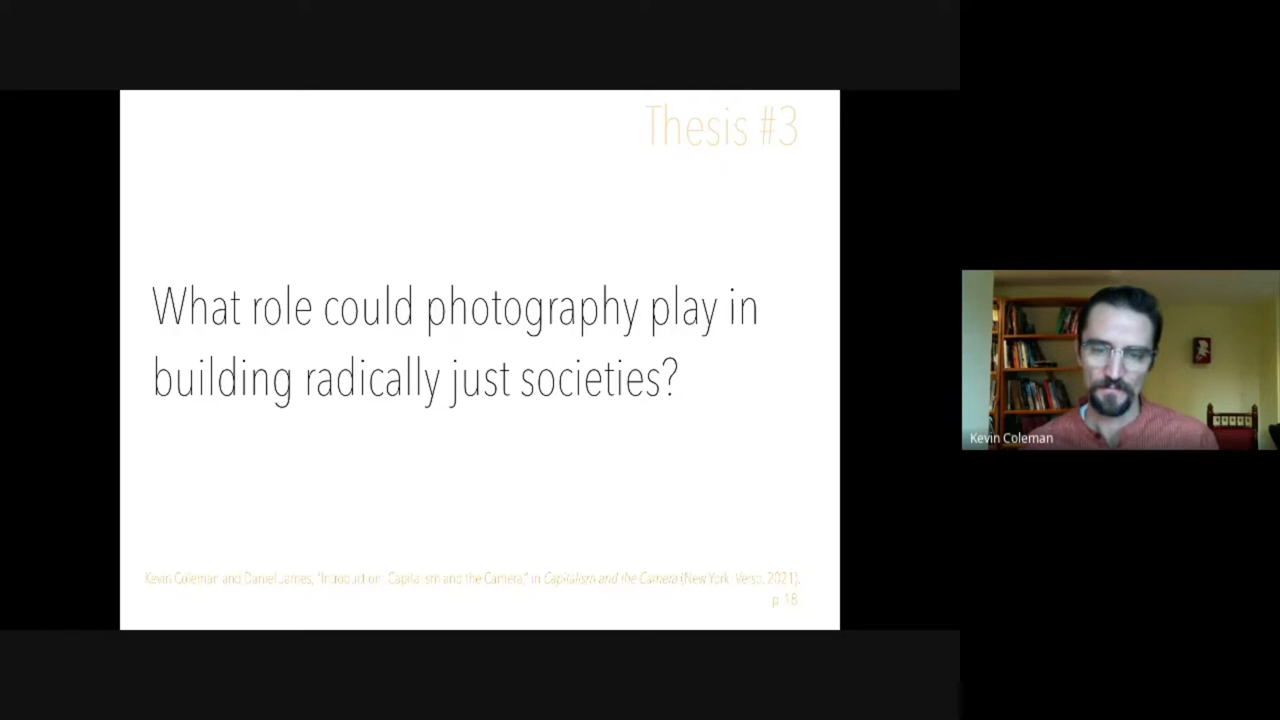 Thesis #3
What role could photography play in
building radically just societies?
Kevin Coleman and Daniel James, "Introduction: Capitalism and the Camera," in Capitalism and the Camera (New York: Verso, 2021),
p. 18.
Kevin Coleman